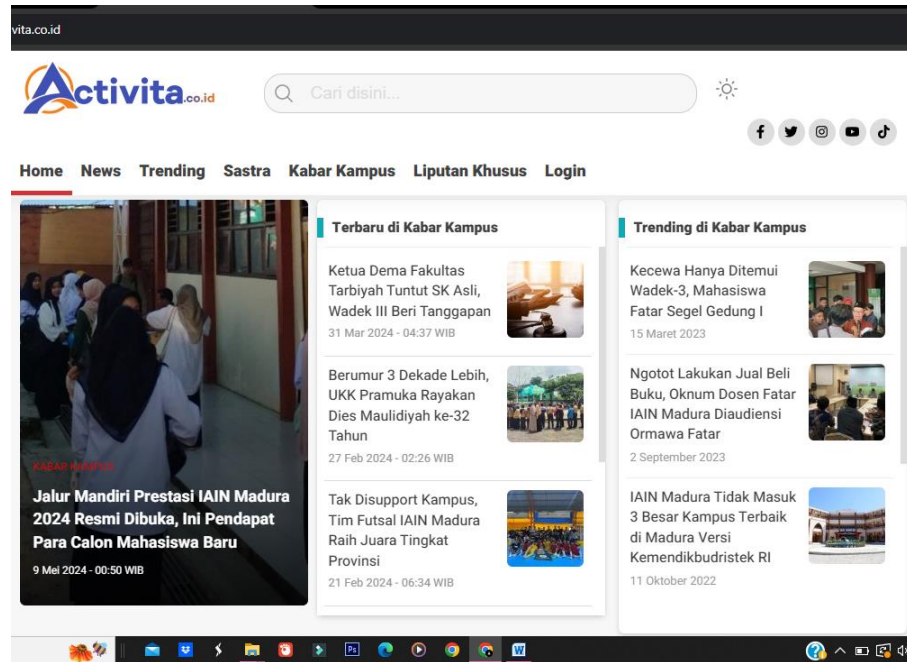 vita.co.id
Activita.co.id
Cari disini...
Home News Trending Sastra Kabar Kampus Liputan Khusus Login
KABAR KAMPUS
Jalur Mandiri Prestasi IAIN Madura
2024 Resmi Dibuka, Ini Pendapat
Para Calon Mahasiswa Baru
9 Mei 2024 - 00:50 WIB
Terbaru di Kabar Kampus
Ketua Dema Fakultas
Tarbiyah Tuntut SK Asli,
Wadek III Beri Tanggapan
31 Mar 2024 - 04:37 WIB
Berumur 3 Dekade Lebih,
UKK Pramuka Rayakan
Dies Maulidiyah ke-32
Tahun
27 Feb 2024 - 02:26 WIB
Tak Disupport Kampus,
Tim Futsal IAIN Madura
Raih Juara Tingkat
Provinsi
21 Feb 2024 - 06:34 WIB
Trending di Kabar Kampus
Kecewa Hanya Ditemui
Wadek-3, Mahasiswa
Fatar Segel Gedung I
15 Maret 2023
Ngotot Lakukan Jual Beli
Buku, Oknum Dosen Fatar
IAIN Madura Diaudiensi
Ormawa Fatar
2 September 2023
IAIN Madura Tidak Masuk
3 Besar Kampus Terbaik
di Madura Versi
Kemendikbudristek RI
11 Oktober 2022
Ps
W